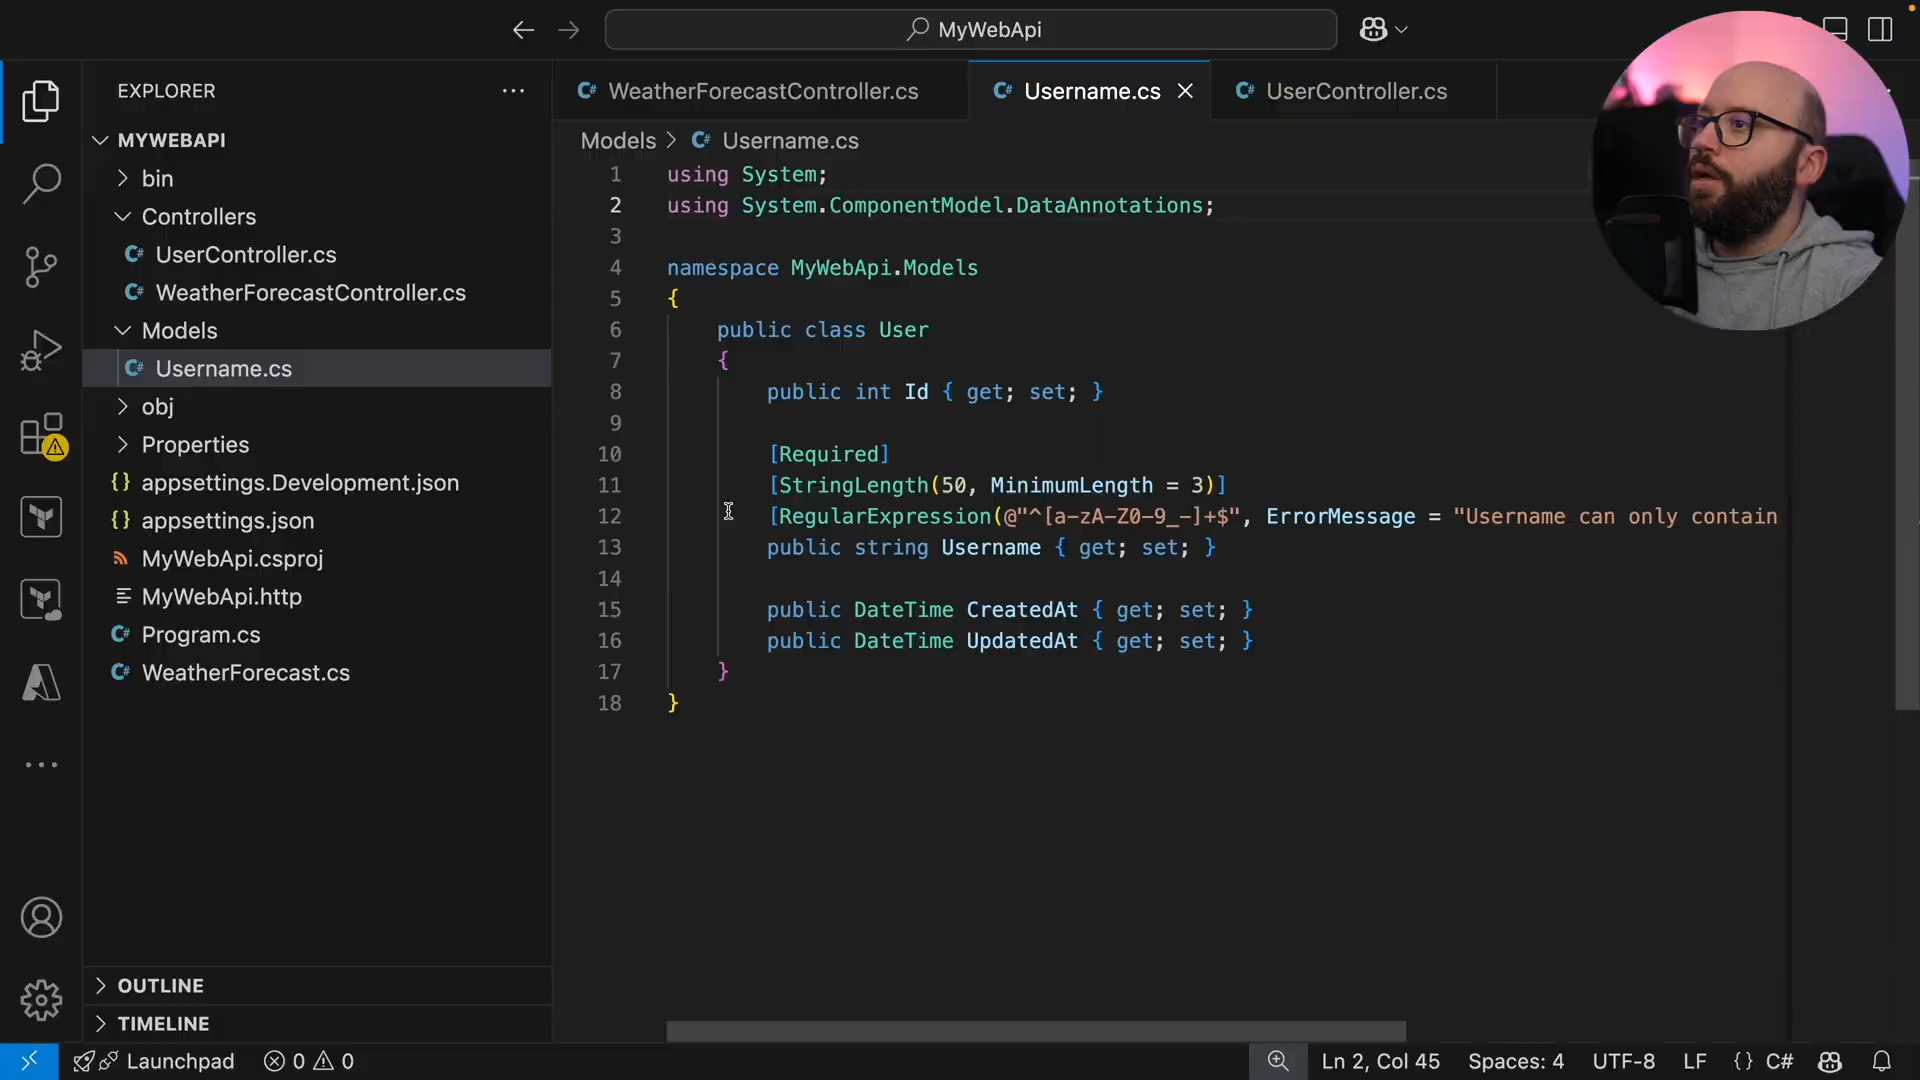 MyWebApi
EXPLORER
MYWEBAPI
bin
Controllers
UserController.cs
WeatherForecastController.cs
Models
Username.cs
obj
Properties
{} appsettings.Development.json
{} appsettings.json
MyWebApi.csproj
MyWebApi.http
C# Program.cs
C# WeatherForecast.cs
OUTLINE
TIMELINE
C# WeatherForecastController.cs
C# Username.cs
C# UserController.cs
Models > C# Username.cs
1 using System;
2 using System.ComponentModel.DataAnnotations;
3
4 namespace MyWebApi.Models
5 {
6 public class User
7 {
8 public int Id { get; set; }
9
10 [Required]
11 [StringLength(50, MinimumLength = 3)]
12 [RegularExpression(@"^[a-zA-Z0-9_-]+$", ErrorMessage = "Username can only contain
13 public string Username { get; set; }
14
15 public DateTime CreatedAt { get; set; }
16 public DateTime UpdatedAt { get; set; }
17 }
18 }
Launchpad 0 0 Ln 2, Col 45 Spaces: 4 UTF-8 LF {} C#